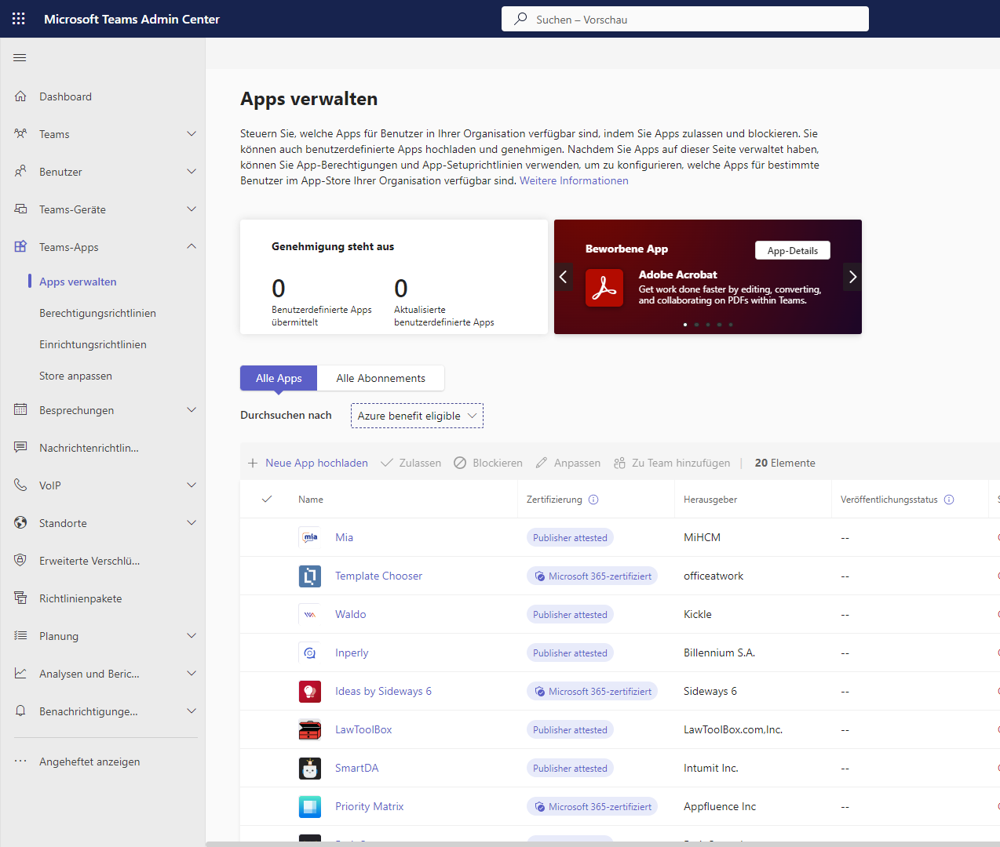 Microsoft Teams Admin Center
Suchen – Vorschau
Dashboard
Teams
Benutzer
Teams-Geräte
Teams-Apps
Apps verwalten
Berechtigungsrichtlinien
Einrichtungsrichtlinien
Store anpassen
Besprechungen
Nachrichtenrichtlin...
VoIP
Standorte
Erweiterte Verschlü...
Richtlinienpakete
Planung
Analysen und Beric...
Benachrichtigunge...
Angeheftet anzeigen
Apps verwalten
Steuern Sie, welche Apps für Benutzer in Ihrer Organisation verfügbar sind, indem Sie Apps zulassen und blockieren. Sie
können auch benutzerdefinierte Apps hochladen und genehmigen. Nachdem Sie Apps auf dieser Seite verwaltet haben,
können Sie App-Berechtigungen und App-Setuprichtlinien verwenden, um zu konfigurieren, welche Apps für bestimmte
Benutzer im App-Store Ihrer Organisation verfügbar sind. Weitere Informationen
Genehmigung steht aus
0
Benutzerdefinierte Apps
übermittelt
0
Aktualisierte
benutzerdefinierte Apps
Beworbene App
App-Details
Adobe Acrobat
Get work done faster by editing, converting,
and collaborating on PDFs within Teams.
Alle Apps
Alle Abonnements
Durchsuchen nach
Azure benefit eligible
Neue App hochladen
Zulassen
Blockieren
Anpassen
Zu Team hinzufügen
20 Elemente
Name
Zertifizierung
Herausgeber
Veröffentlichungsstatus
mia
Mia
Publisher attested
MiHCM
--
Template Chooser
Microsoft 365-zertifiziert
officeatwork
--
Waldo
Publisher attested
Kickle
--
Inperly
Publisher attested
Billennium S.A.
--
Ideas by Sideways 6
Microsoft 365-zertifiziert
Sideways 6
--
LawToolBox
Publisher attested
LawToolBox.com,Inc.
--
SmartDA
Publisher attested
Intumit Inc.
--
Priority Matrix
Microsoft 365-zertifiziert
Appfluence Inc
--